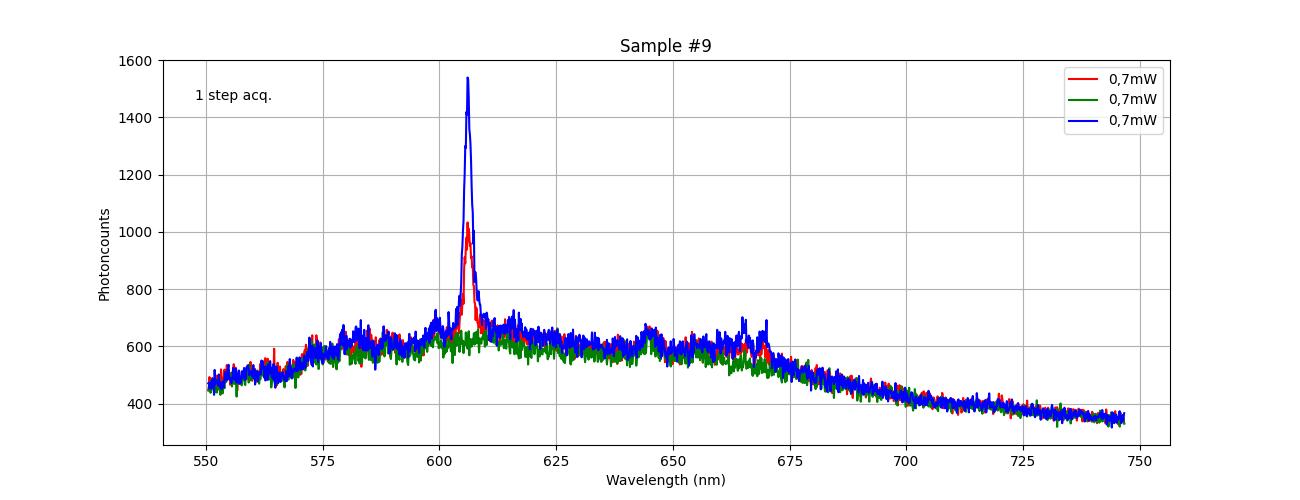 Sample #9
1600
1400
1200
1000
800
600
400
Photoncounts
1 step acq.
0,7mW
0,7mW
0,7mW
550 575 600 625 650 675 700 725 750
Wavelength (nm)